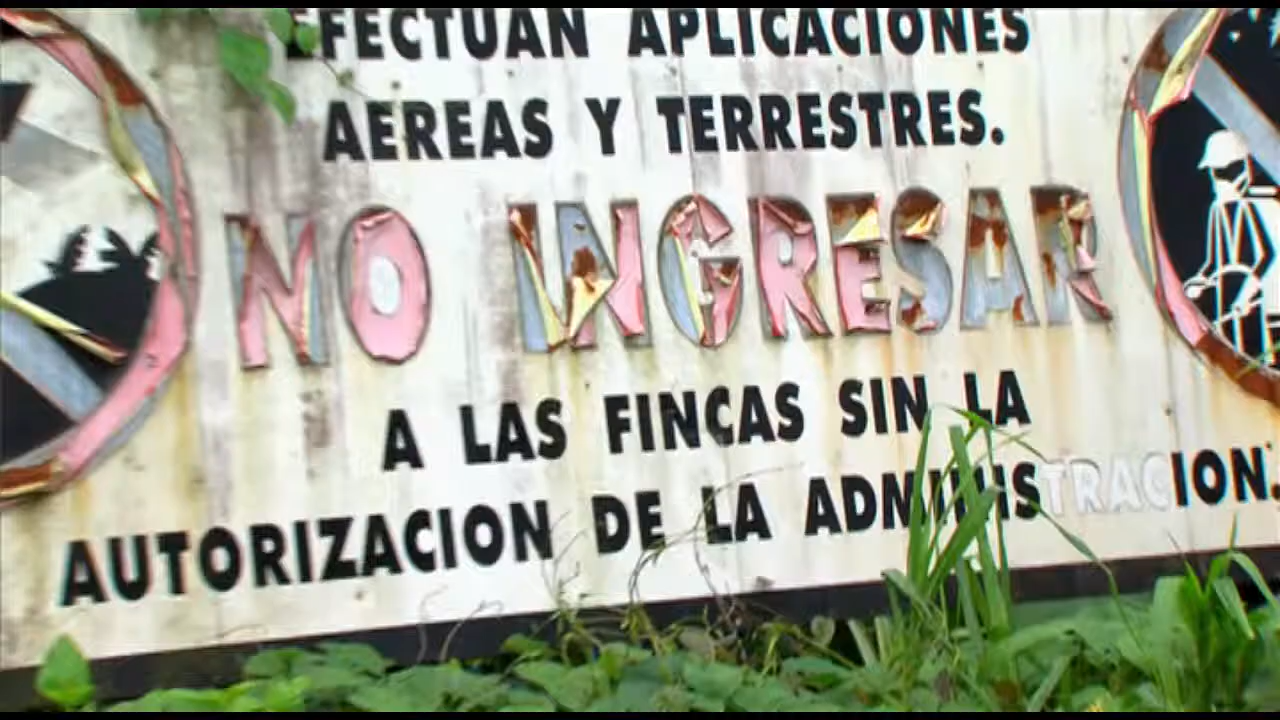 EFECTUAN APLICACIONES
AEREAS Y TERRESTRES.
NO INGRESAR
A LAS FINCAS SIN LA
AUTORIZACION DE LA ADMINISTRACION.